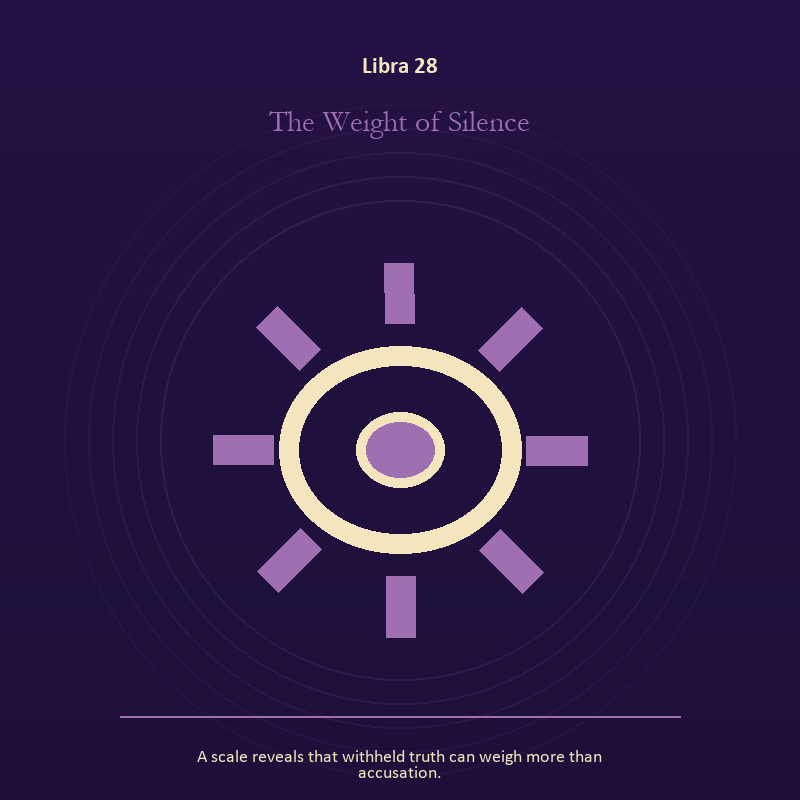 Libra 28
The Weight of Silence
A scale reveals that withheld truth can weigh more than
accusation.